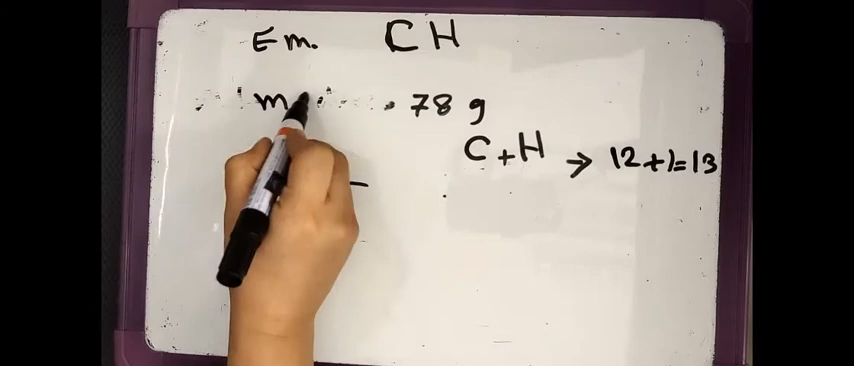 Em. CH
m 78 g
C+H → 12+1=13